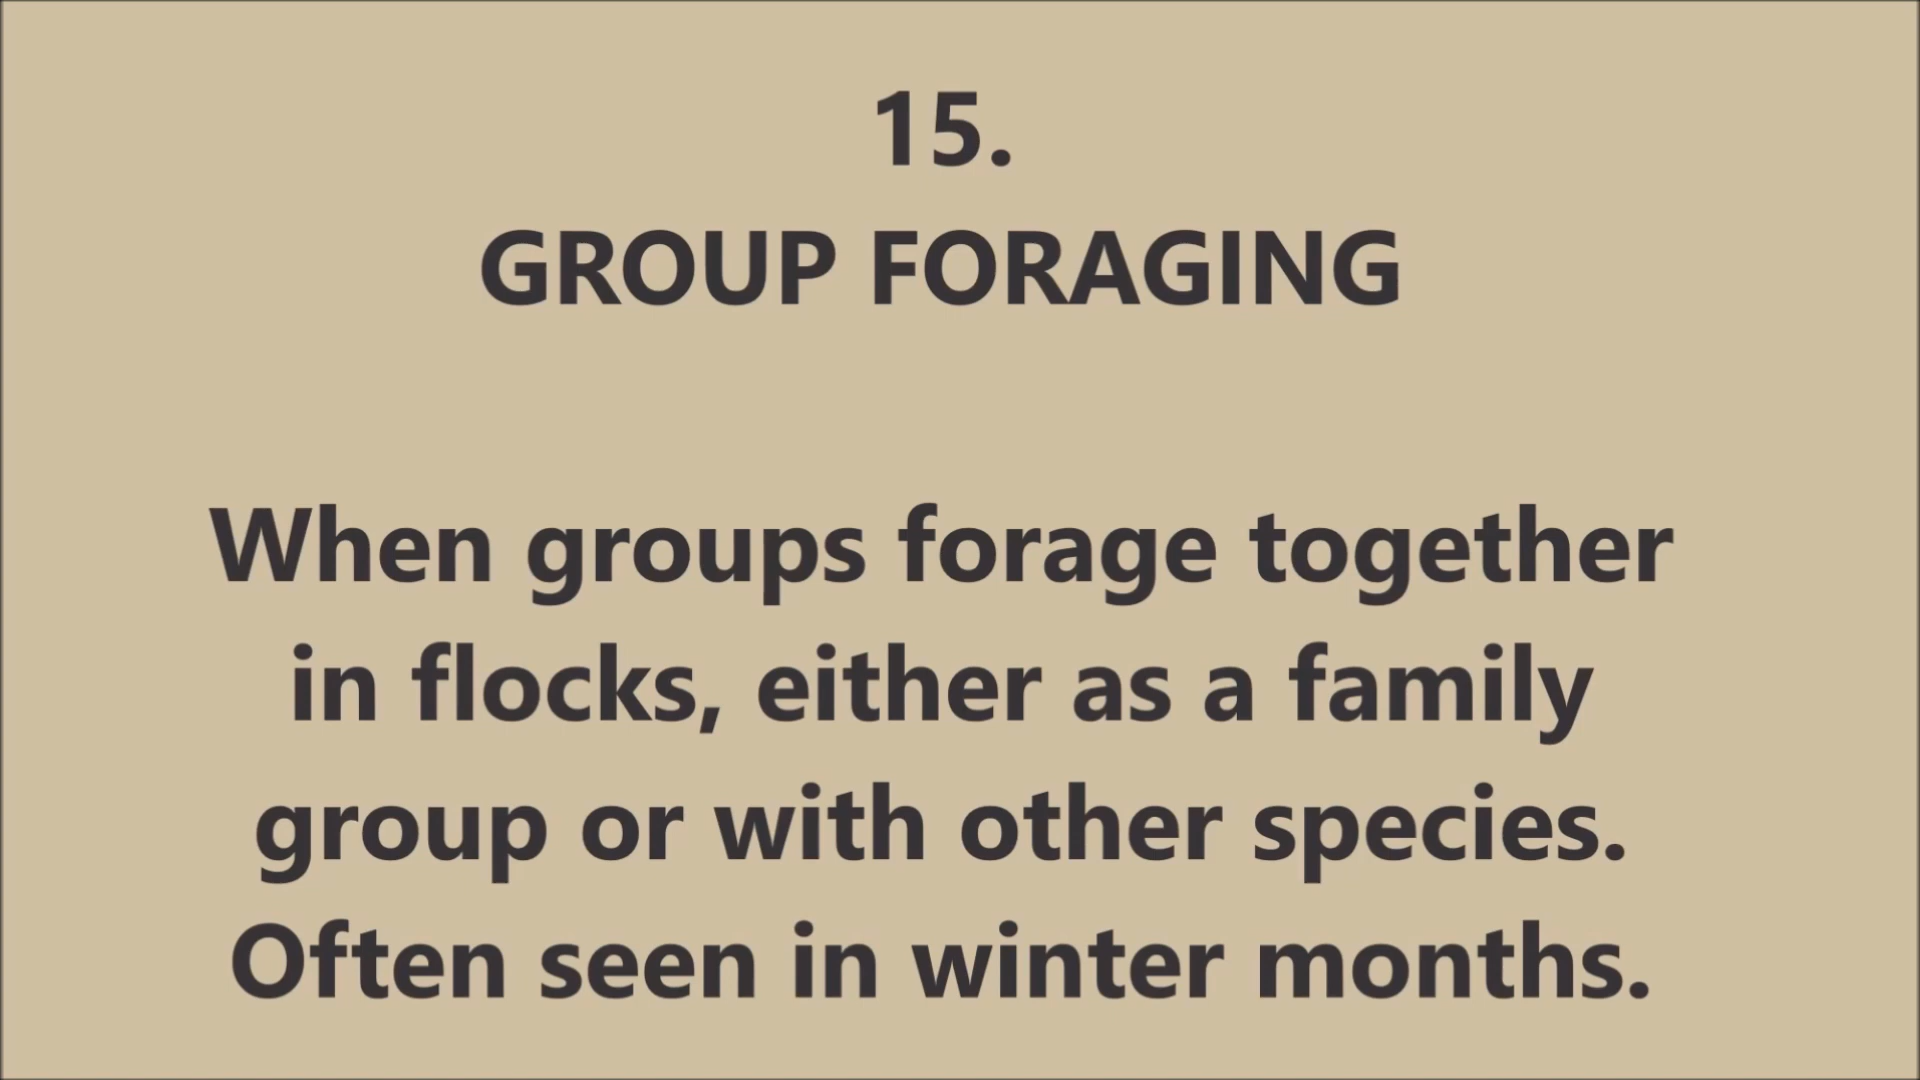 15.
GROUP FORAGING
When groups forage together
in flocks, either as a family
group or with other species.
Often seen in winter months.